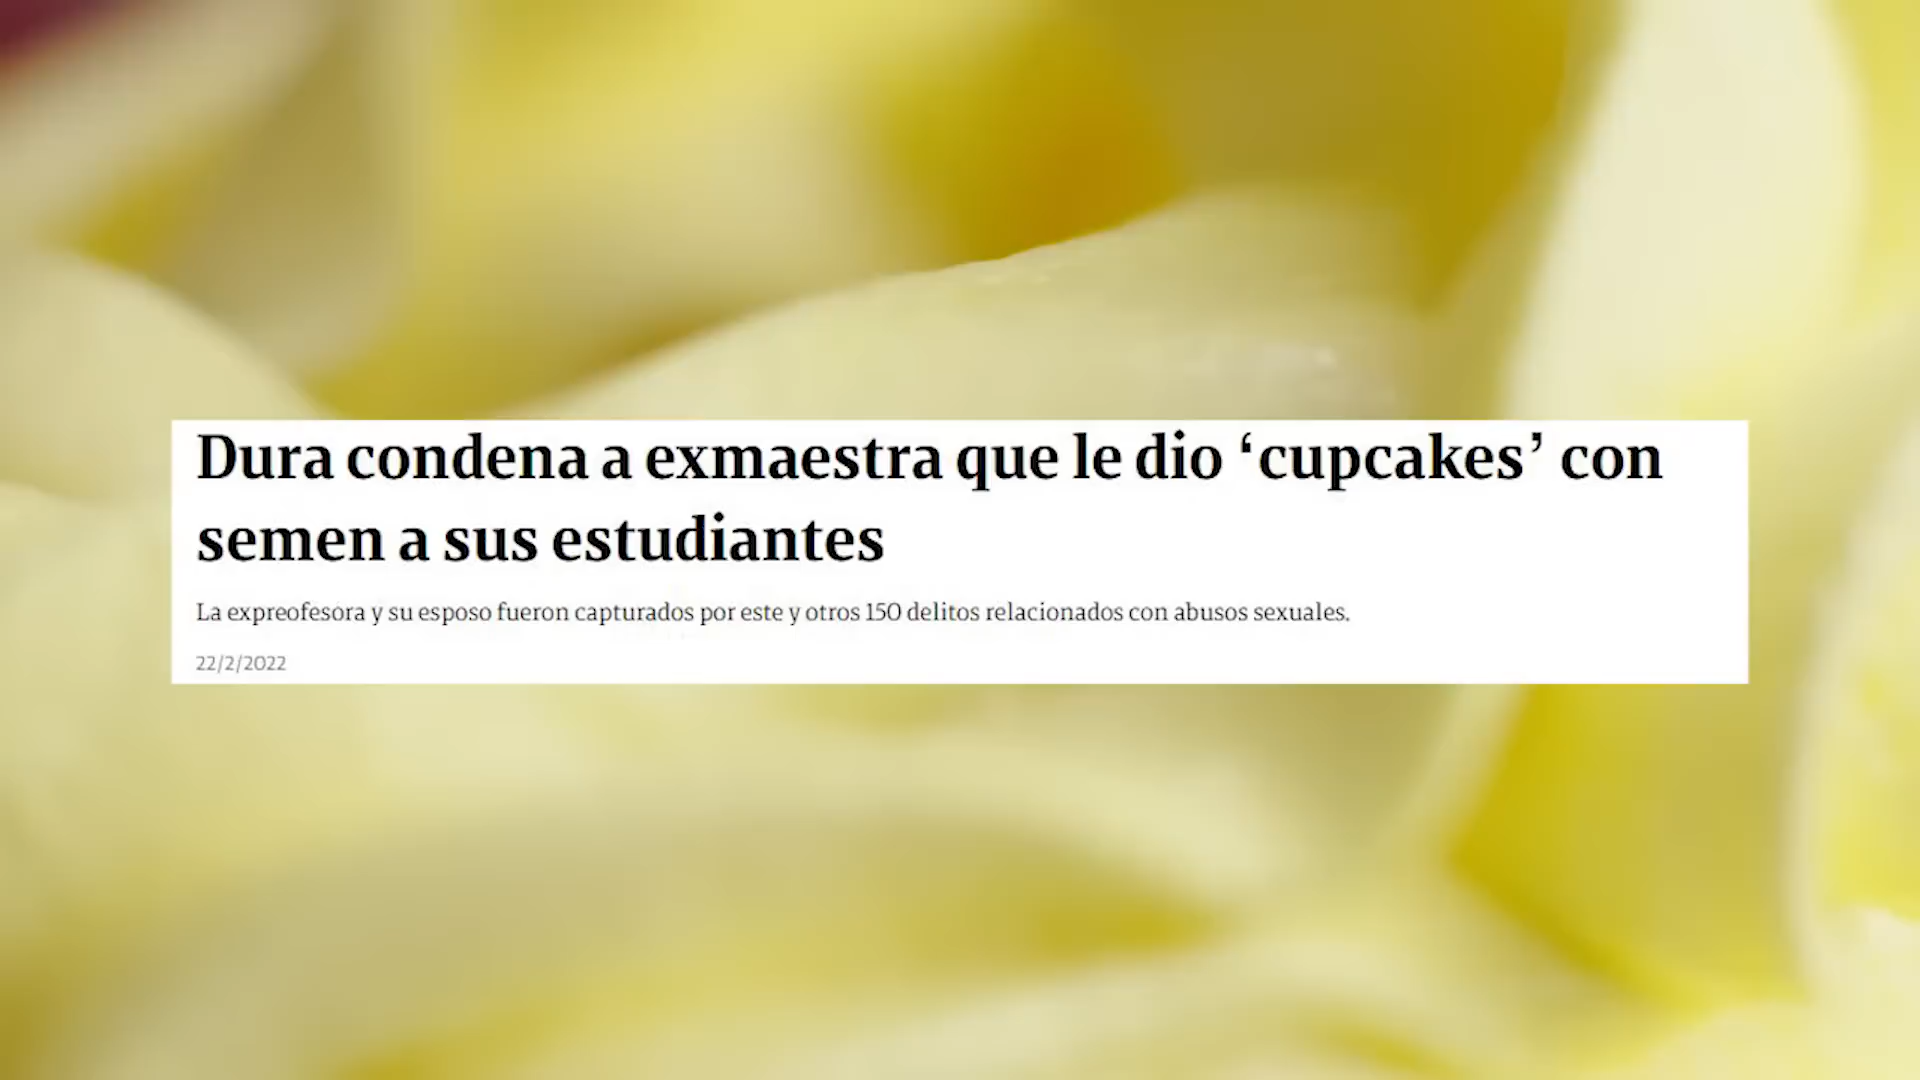 Dura condena a exmaestra que le dio ‘cupcakes’ con
semen a sus estudiantes
La expreofesora y su esposo fueron capturados por este y otros 150 delitos relacionados con abusos sexuales.
22/2/2022